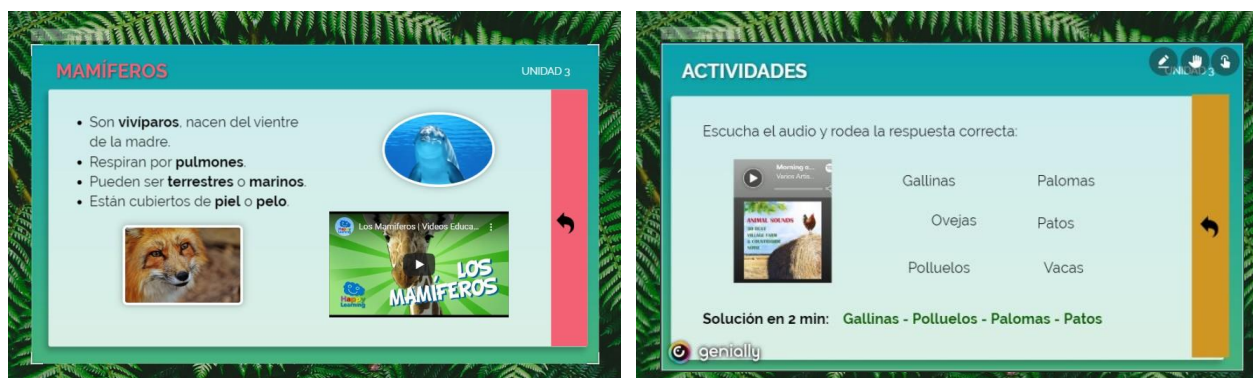 MAMÍFEROS
UNIDAD 3
Son vivíparos, nacen del vientre
de la madre.
Respiran por pulmones.
Pueden ser terrestres o marinos.
Están cubiertos de piel o pelo.
Los Mamíferos | Videos Educa...
LOS
MAMÍFEROS
Happy
Learning
ACTIVIDADES
UNIDAD 3
Escucha el audio y rodea la respuesta correcta:
Morning o...
Varios Artis...
ANIMAL SOUNDS
Gallinas
Palomas
Ovejas
Patos
Polluelos
Vacas
Solución en 2 min: Gallinas - Polluelos - Palomas - Patos
genially